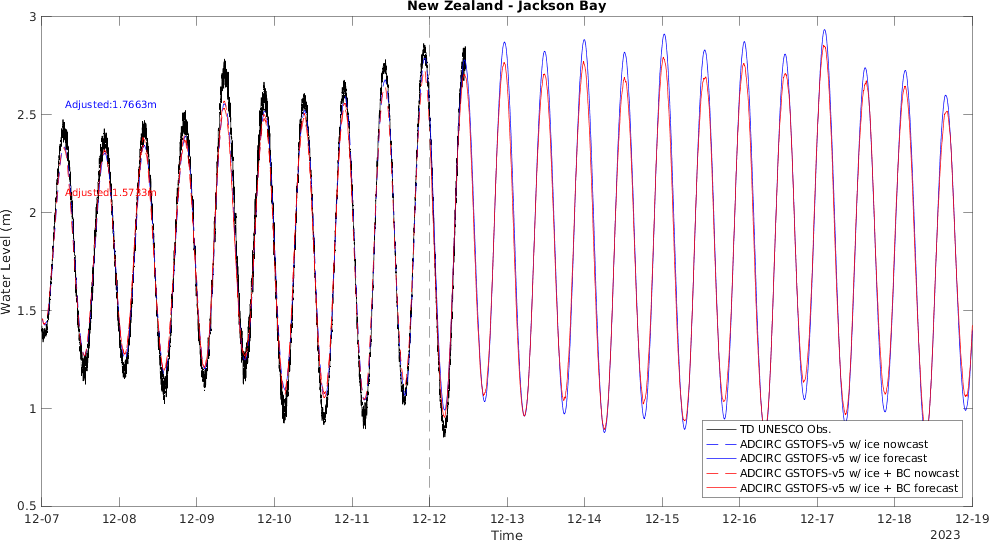 New Zealand - Jackson Bay
3
2.5
2
1.5
1
0.5
Water Level (m)
Adjusted:1.7663m
Adjusted:1.5733m
TD UNESCO Obs.
ADCIRC GSTOFS-v5 w/ ice nowcast
ADCIRC GSTOFS-v5 w/ ice forecast
ADCIRC GSTOFS-v5 w/ ice + BC nowcast
ADCIRC GSTOFS-v5 w/ ice + BC forecast
12-07 12-08 12-09 12-10 12-11 12-12 12-13 12-14 12-15 12-16 12-17 12-18 12-19
Time
2023